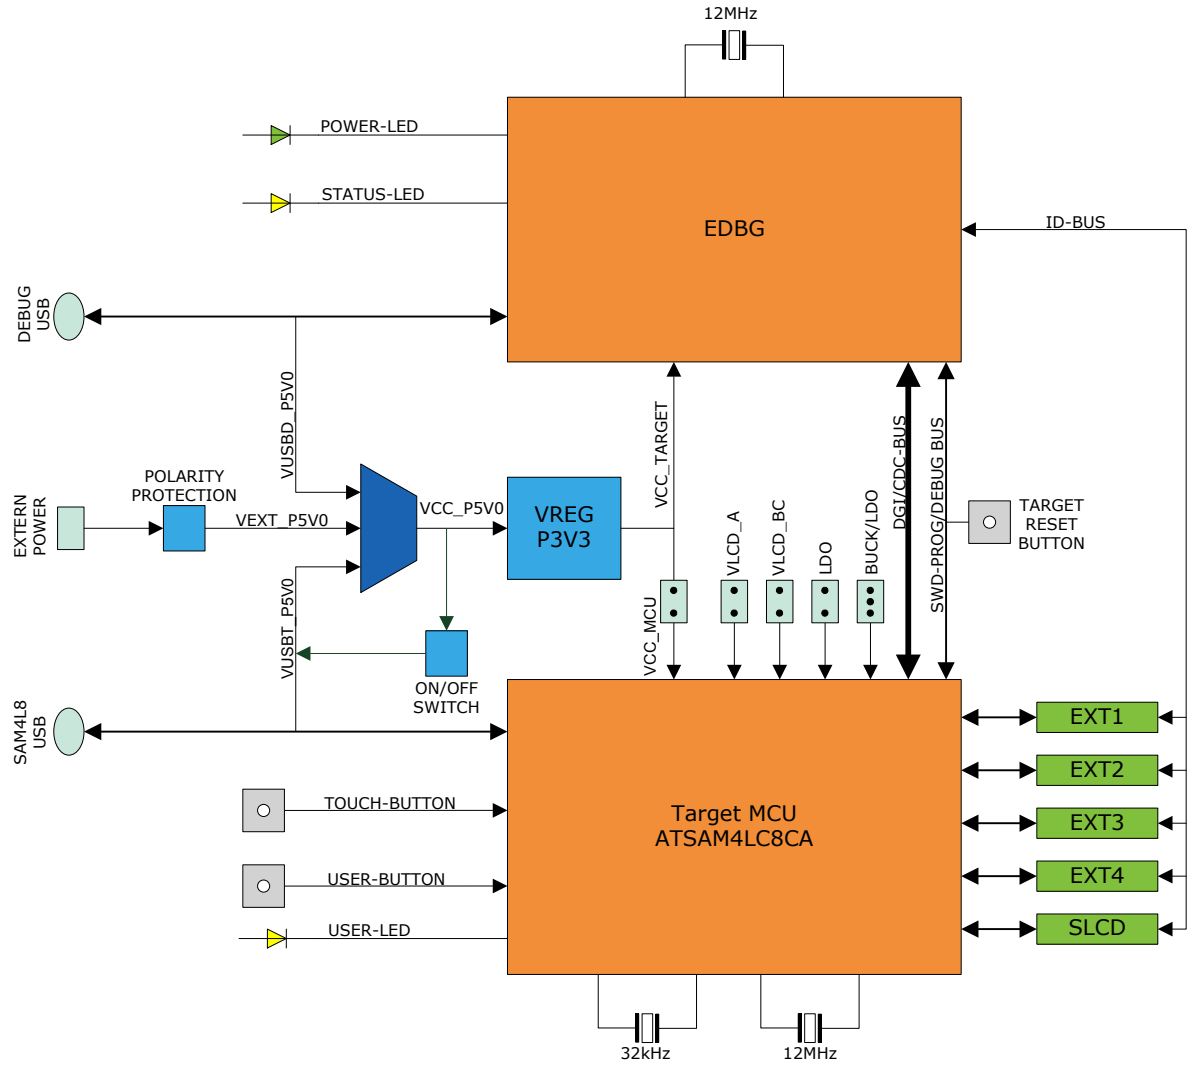 12MHz
POWER-LED
STATUS-LED
EDBG
ID-BUS
DEBUG
USB
VUSBD_P5V0
VCC_TARGET
DGI/CDC-BUS
SWD-PROG/DEBUG BUS
POLARITY
PROTECTION
EXTERN
POWER
VEXT_P5V0
VCC_P5V0
VREG
P3V3
VLCD_A
VLCD_BC
LDO
BUCK/LDO
TARGET
RESET
BUTTON
VUSBT_P5V0
VCC_MCU
ON/OFF
SWITCH
SAM4L8
USB
EXT1
EXT2
TOUCH-BUTTON
Target MCU
ATSAM4LC8CA
EXT3
USER-BUTTON
EXT4
USER-LED
SLCD
32kHz
12MHz